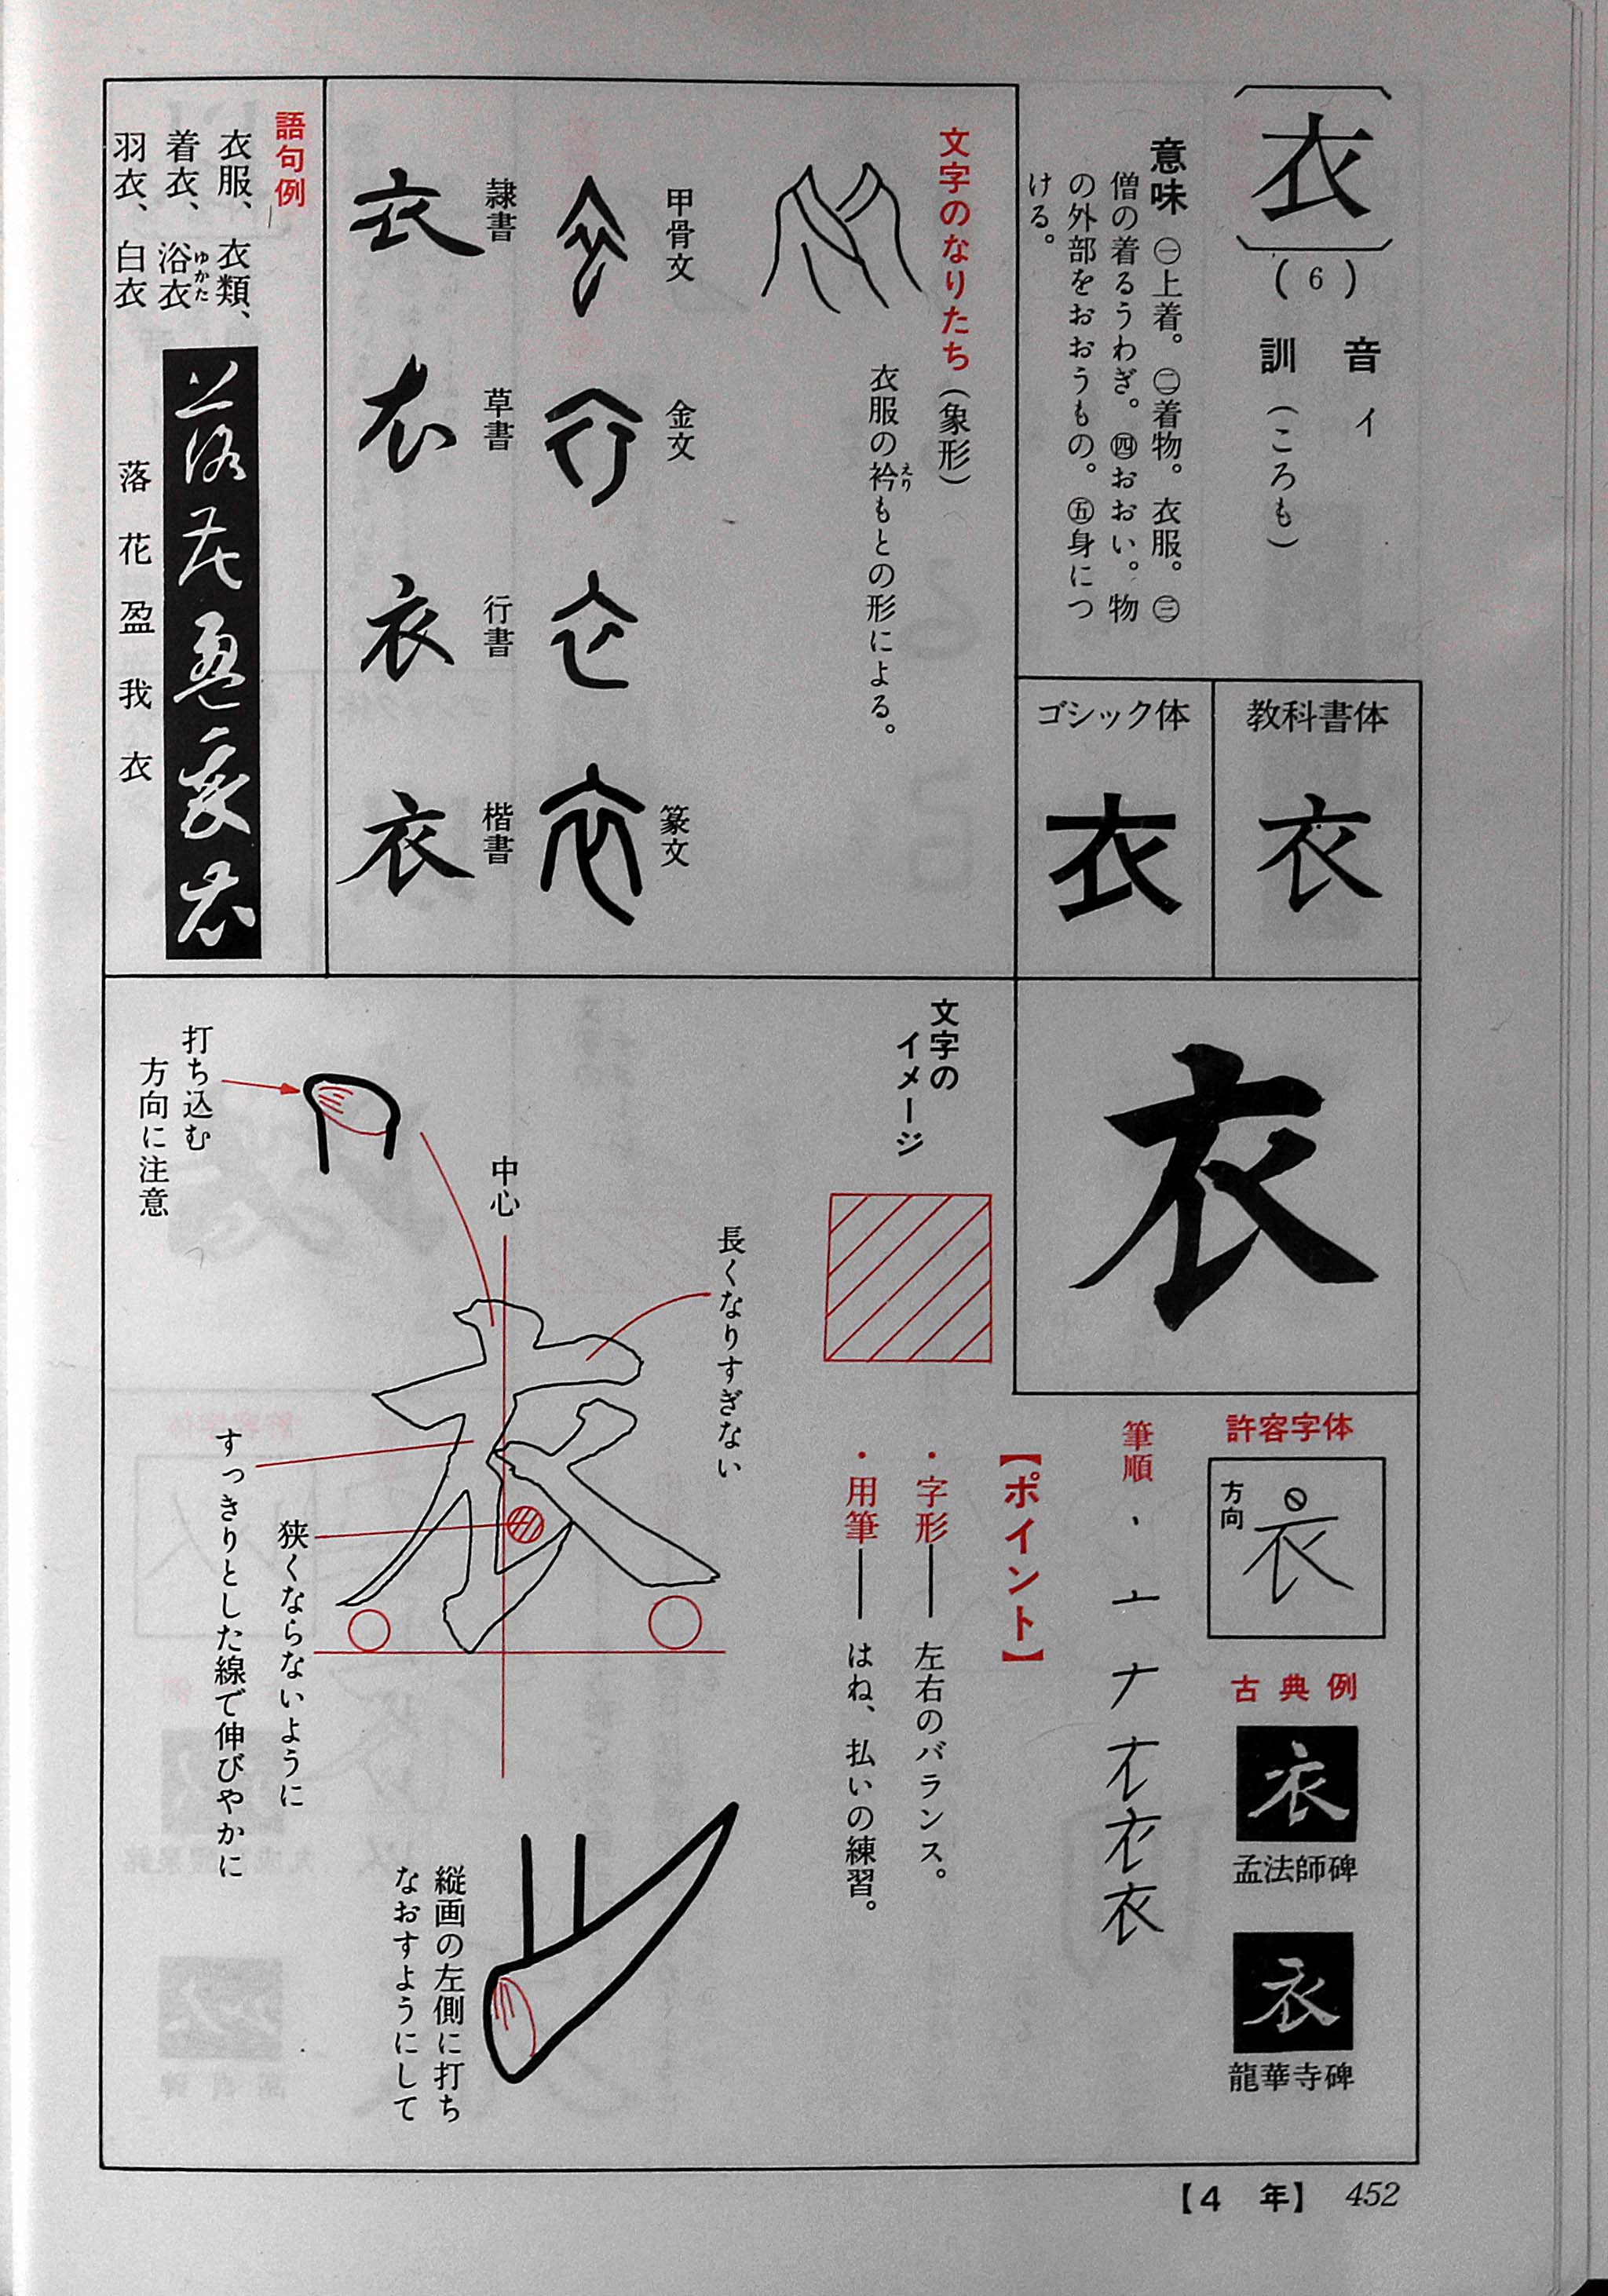 〔衣〕(6)
音 イ
訓 (ころも)
意味 ㊀上着。㊁着物。衣服。㊂
僧の着るうわぎ。㊃おおい。物
の外部をおおうもの。㊄身につ
ける。
教科書体
衣
ゴシック体
衣
文字のなりたち(象形)
衣服の衿もとの形による。
えり
甲骨文
金文
篆文
隷書
衣
草書
衣
行書
衣
楷書
衣
語句例
衣服、衣類、
着衣、浴衣
ゆかた
羽衣、白衣
落花盈我衣
衣
許容字体
方向
衣
古典例
衣
孟法師碑
衣
龍華寺碑
筆順
【ポイント】
・字形──左右のバランス。
・用筆──はね、払いの練習。
文字の
イメージ
長くなりすぎない
中心
打ち込む
方向に注意
狭くならないように
すっきりとした線で伸びやかに
縦画の左側に打ち
なおすようにして
【4 年】 452